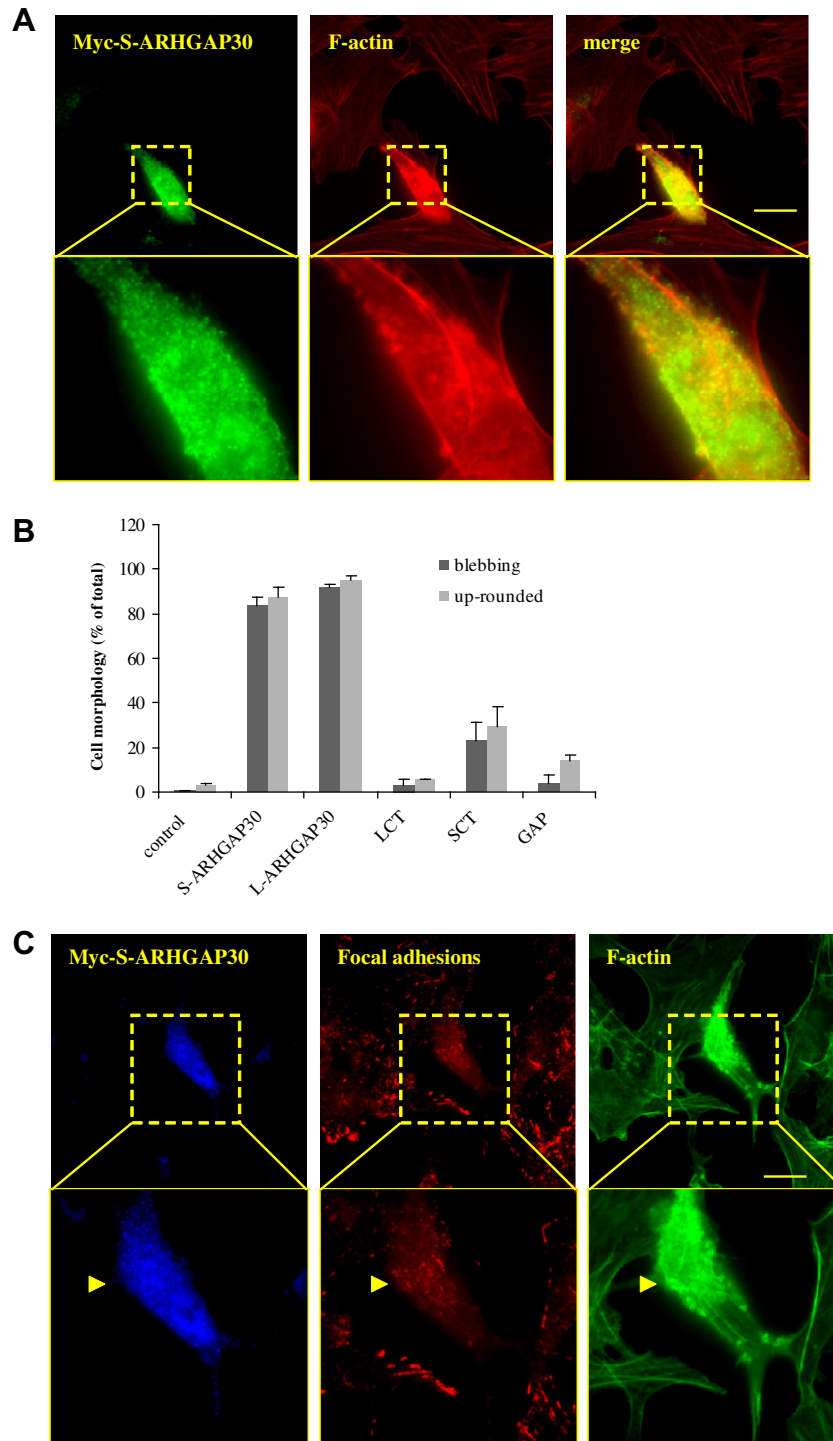 A
Myc-S-ARHGAP30
F-actin
merge
B
120
100
80
60
40
20
0
Cell morphology (% of total)
blebbing
up-rounded
control
S-ARHGAP30
L-ARHGAP30
LCT
SCT
GAP
C
Myc-S-ARHGAP30
Focal adhesions
F-actin